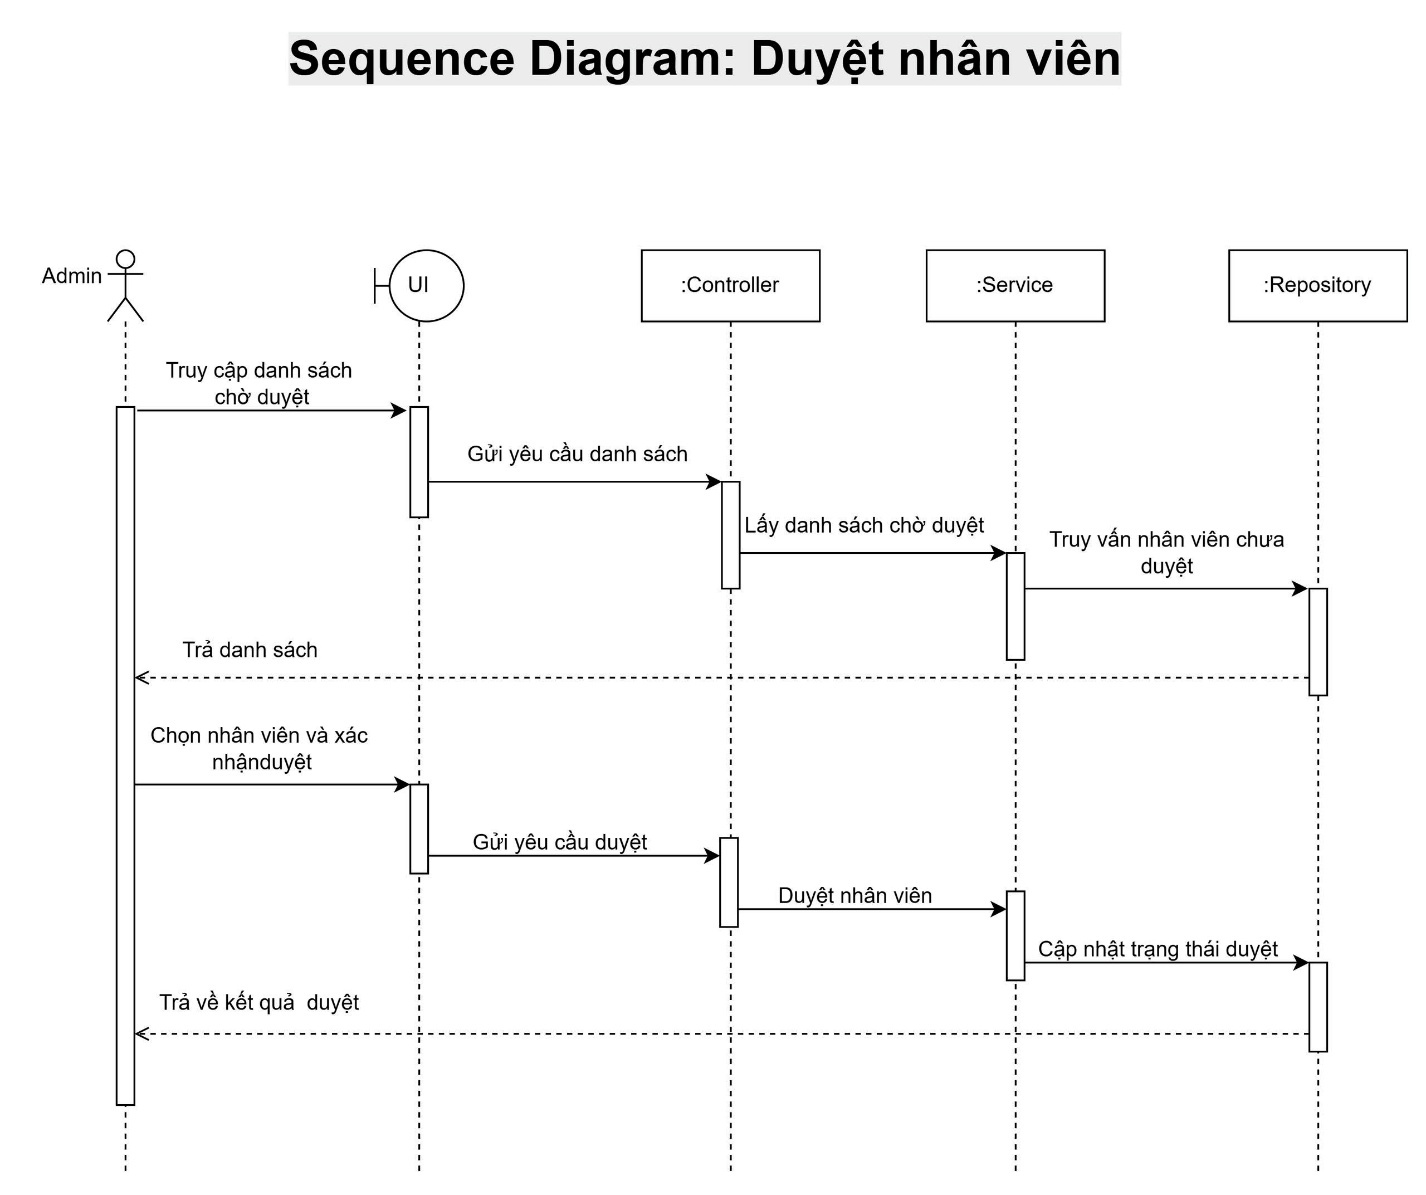 Sequence Diagram: Duyệt nhân viên
Admin
UI
:Controller
:Service
:Repository
Truy cập danh sách
chờ duyệt
Gửi yêu cầu danh sách
Lấy danh sách chờ duyệt
Truy vấn nhân viên chưa
duyệt
Trả danh sách
Chọn nhân viên và xác
nhậnduyệt
Gửi yêu cầu duyệt
Duyệt nhân viên
Cập nhật trạng thái duyệt
Trả về kết quả  duyệt